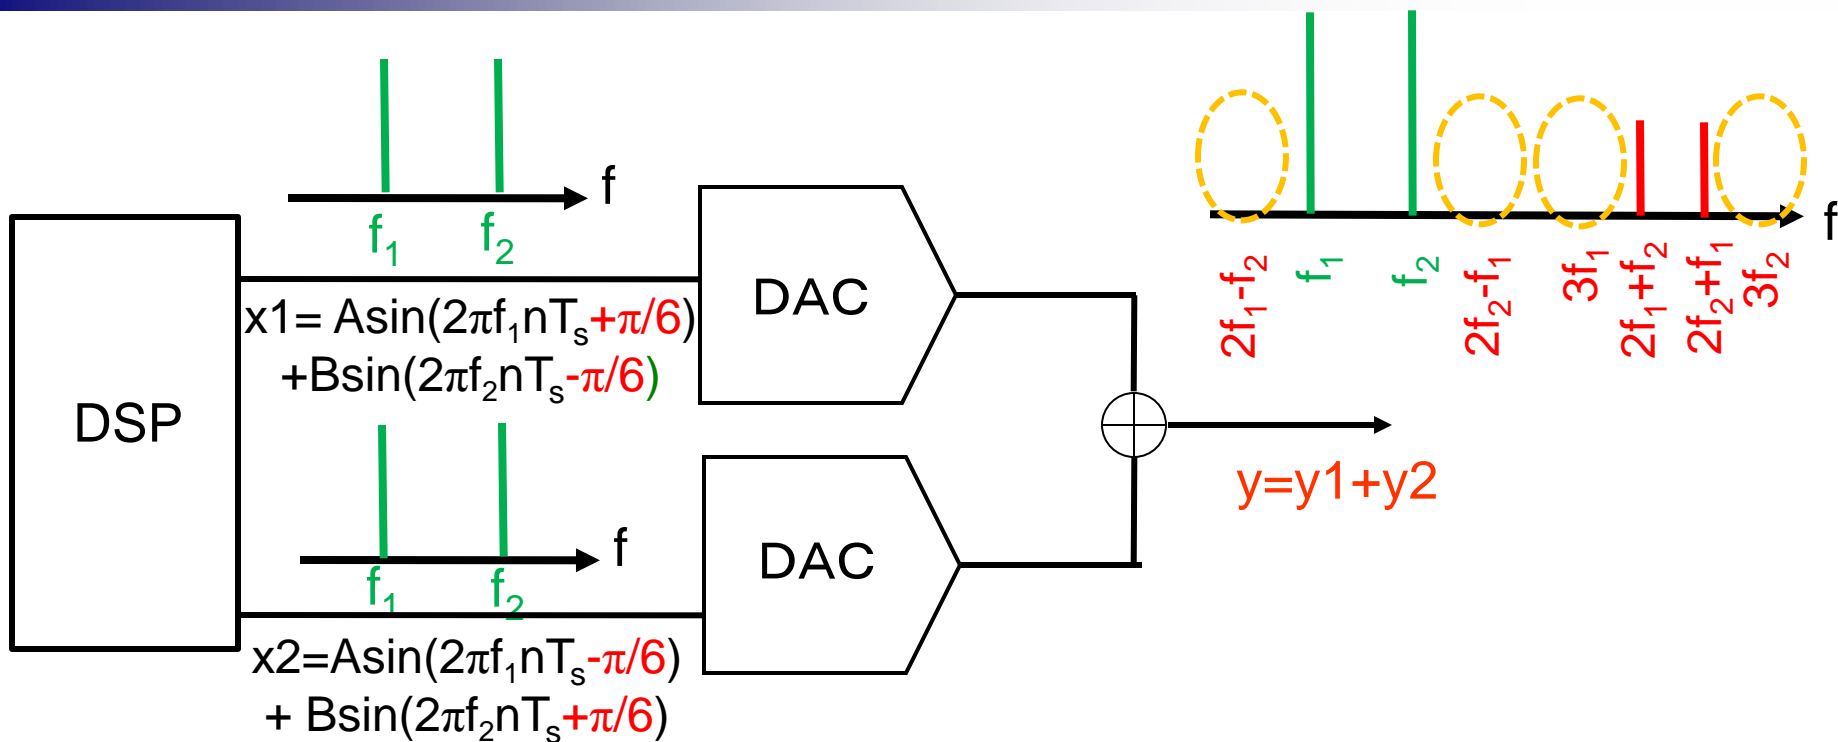 f
f₁ f₂
DSP
x1= Asin(2πf₁nTₛ+π/6)
+Bsin(2πf₂nTₛ-π/6)
DAC
f
f₁ f₂
x2=Asin(2πf₁nTₛ-π/6)
+ Bsin(2πf₂nTₛ+π/6)
DAC
y=y1+y2
f
2f₁-f₂
f₁
f₂
2f₂-f₁
3f₁
2f₁+f₂
2f₂+f₁
3f₂